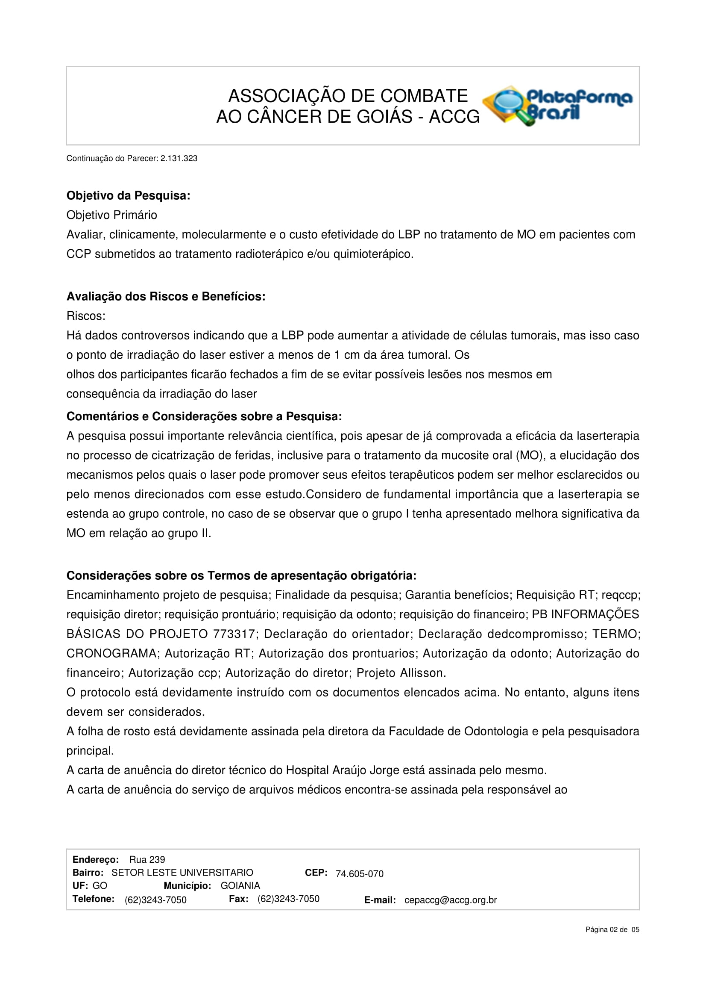 ASSOCIAÇÃO DE COMBATE
AO CÂNCER DE GOIÁS - ACCG
Plataforma
Brasil
Continuação do Parecer: 2.131.323
Objetivo da Pesquisa:
Objetivo Primário
Avaliar, clinicamente, molecularmente e o custo efetividade do LBP no tratamento de MO em pacientes com
CCP submetidos ao tratamento radioterápico e/ou quimioterápico.
Avaliação dos Riscos e Benefícios:
Riscos:
Há dados controversos indicando que a LBP pode aumentar a atividade de células tumorais, mas isso caso
o ponto de irradiação do laser estiver a menos de 1 cm da área tumoral. Os
olhos dos participantes ficarão fechados a fim de se evitar possíveis lesões nos mesmos em
consequência da irradiação do laser
Comentários e Considerações sobre a Pesquisa:
A pesquisa possui importante relevância científica, pois apesar de já comprovada a eficácia da laserterapia
no processo de cicatrização de feridas, inclusive para o tratamento da mucosite oral (MO), a elucidação dos
mecanismos pelos quais o laser pode promover seus efeitos terapêuticos podem ser melhor esclarecidos ou
pelo menos direcionados com esse estudo.Considero de fundamental importância que a laserterapia se
estenda ao grupo controle, no caso de se observar que o grupo I tenha apresentado melhora significativa da
MO em relação ao grupo II.
Considerações sobre os Termos de apresentação obrigatória:
Encaminhamento projeto de pesquisa; Finalidade da pesquisa; Garantia benefícios; Requisição RT; reqccp;
requisição diretor; requisição prontuário; requisição da odonto; requisição do financeiro; PB INFORMAÇÕES
BÁSICAS DO PROJETO 773317; Declaração do orientador; Declaração dedcompromisso; TERMO;
CRONOGRAMA; Autorização RT; Autorização dos prontuarios; Autorização da odonto; Autorização do
financeiro; Autorização ccp; Autorização do diretor; Projeto Allisson.
O protocolo está devidamente instruído com os documentos elencados acima. No entanto, alguns itens
devem ser considerados.
A folha de rosto está devidamente assinada pela diretora da Faculdade de Odontologia e pela pesquisadora
principal.
A carta de anuência do diretor técnico do Hospital Araújo Jorge está assinada pelo mesmo.
A carta de anuência do serviço de arquivos médicos encontra-se assinada pela responsável ao
Endereço: Rua 239
Bairro: SETOR LESTE UNIVERSITARIO CEP: 74.605-070
UF: GO Município: GOIANIA
Telefone: (62)3243-7050 Fax: (62)3243-7050 E-mail: cepaccg@accg.org.br
Página 02 de 05